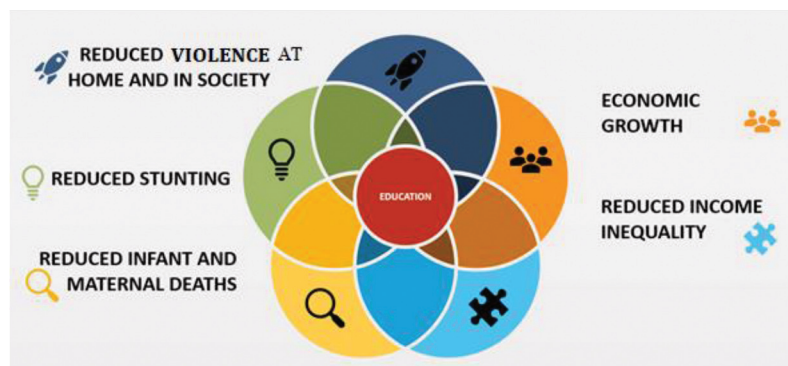 REDUCED VIOLENCE AT
HOME AND IN SOCIETY
REDUCED STUNTING
REDUCED INFANT AND
MATERNAL DEATHS
EDUCATION
ECONOMIC
GROWTH
REDUCED INCOME
INEQUALITY